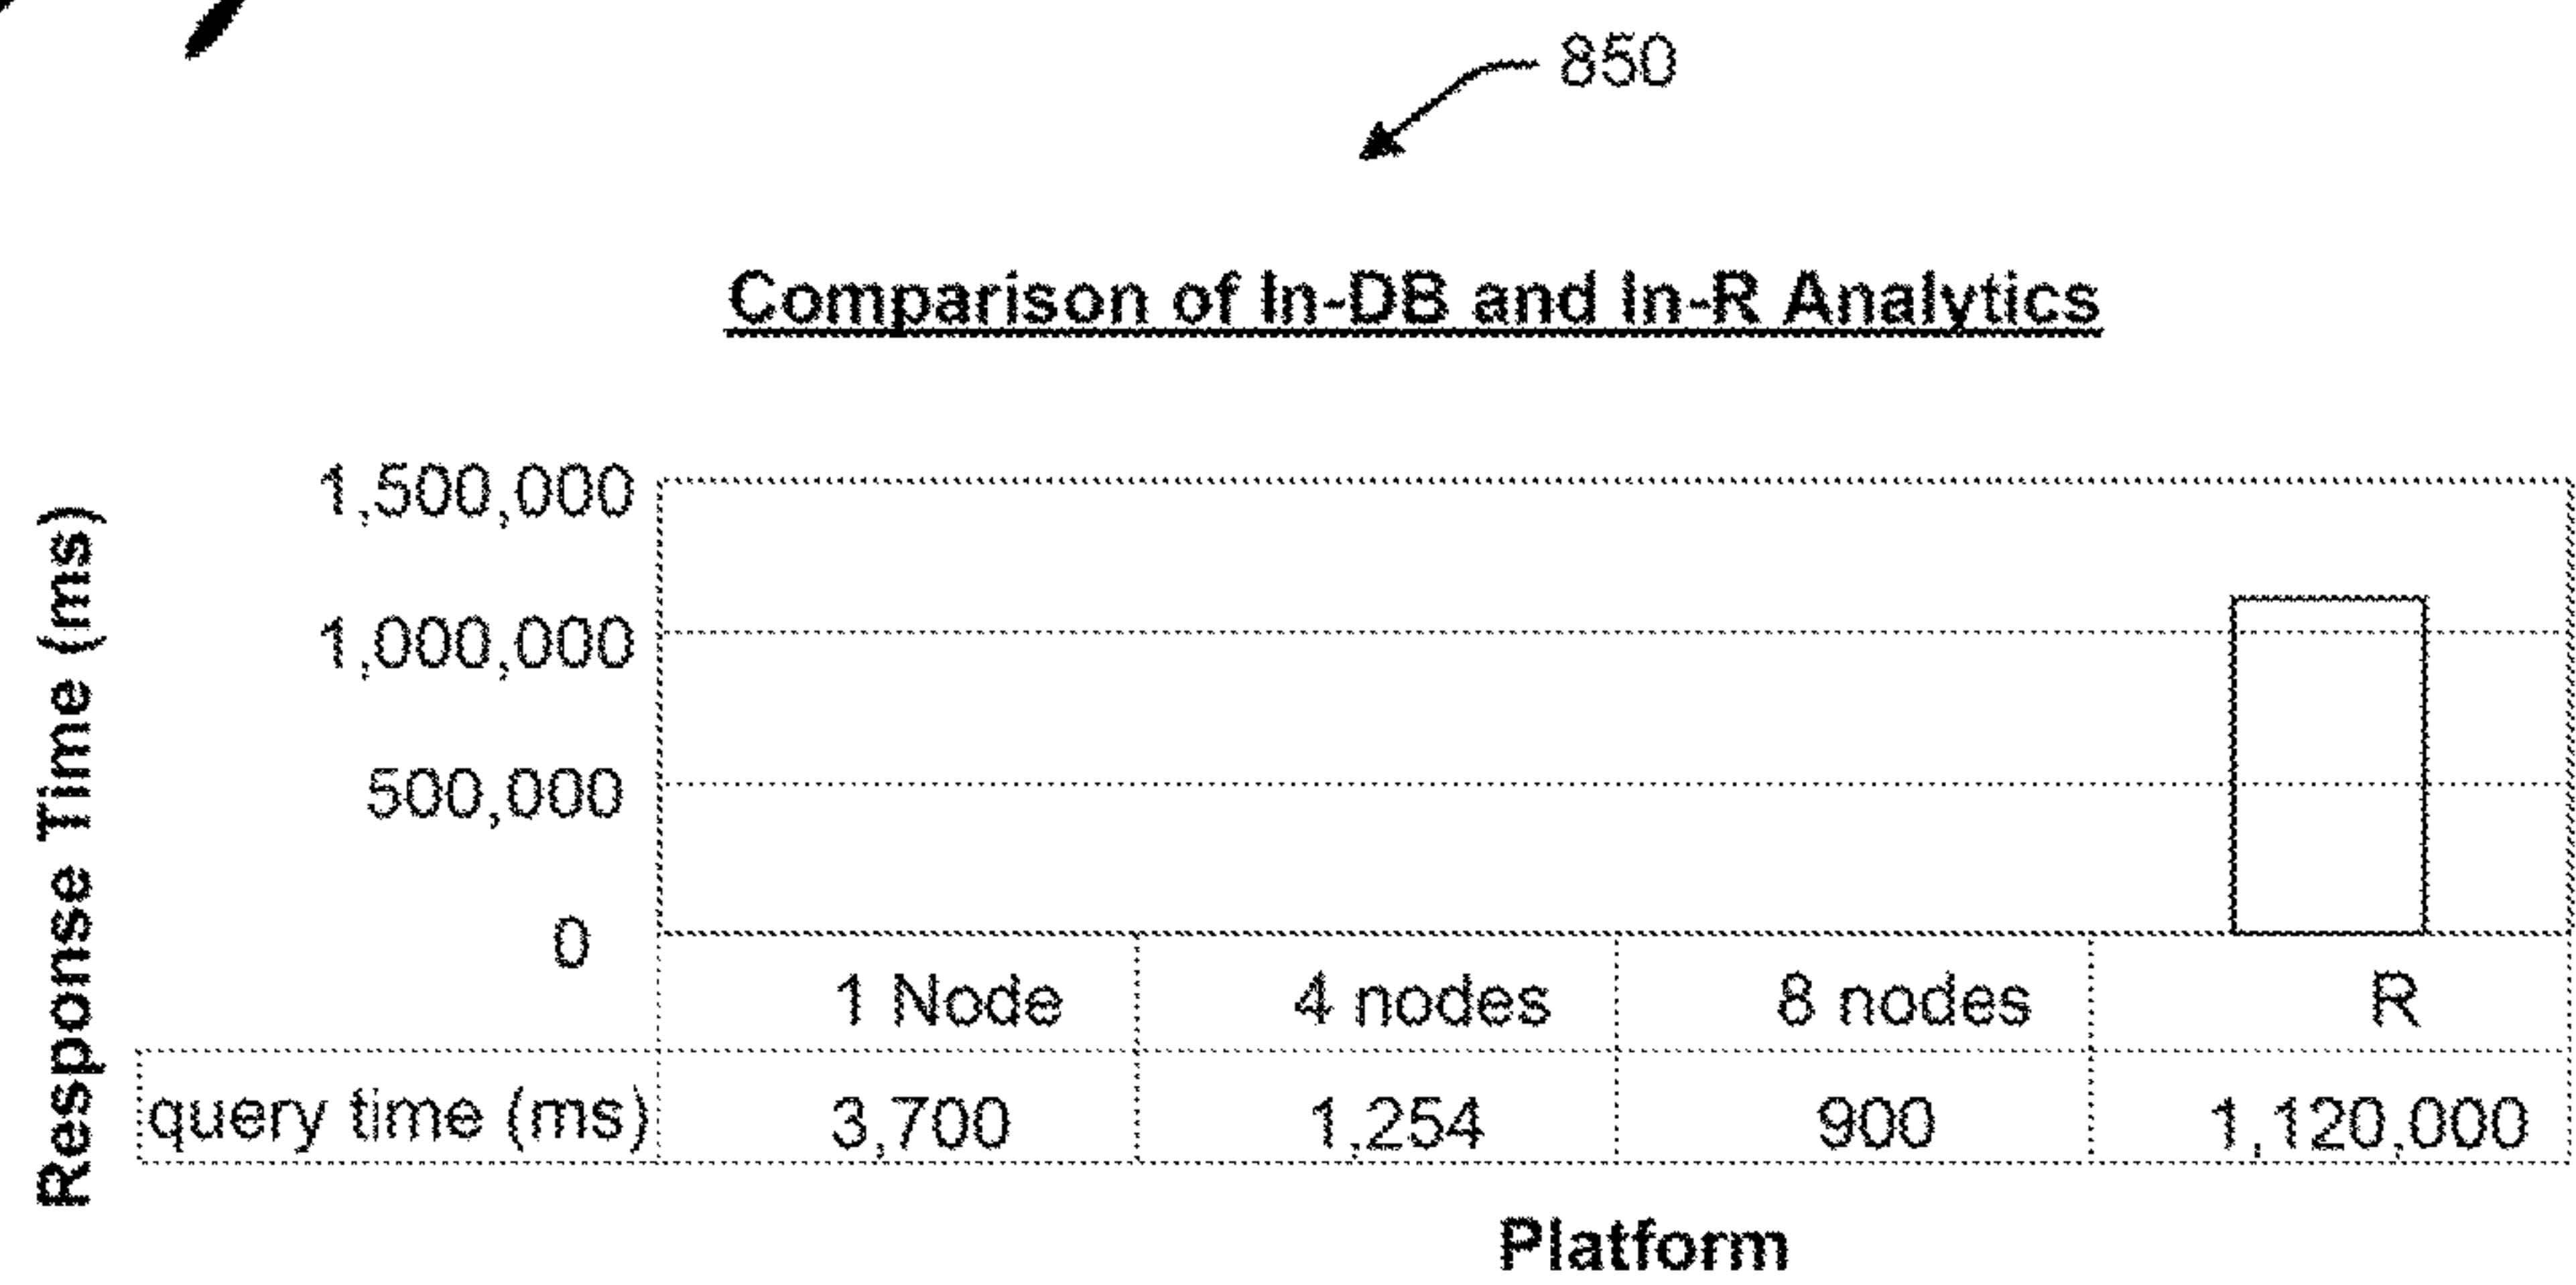 850
Comparison of In-DB and In-R Analytics
Response Time (ms)
1,500,000
1,000,000
500,000
0
1 Node 4 nodes 8 nodes R
query time (ms) 3,700 1,254 900 1,120,000
Platform